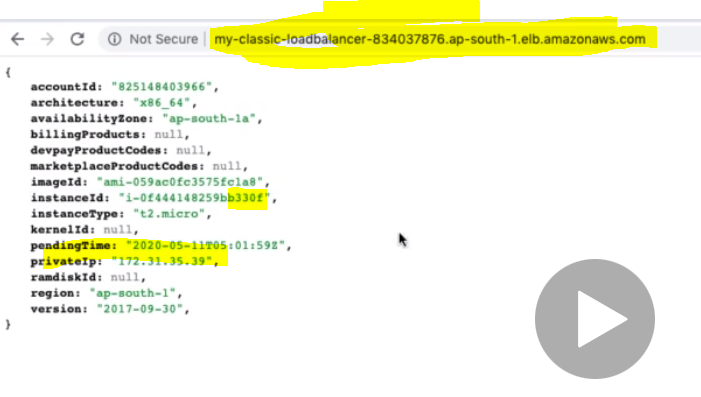 Not Secure | my-classic-loadbalancer-834037876.ap-south-1.elb.amazonaws.com
{
accountId: "825148403966",
architecture: "x86_64",
availabilityZone: "ap-south-1a",
billingProducts: null,
devpayProductCodes: null,
marketplaceProductCodes: null,
imageId: "ami-059ac0fc3575fc1a8",
instanceId: "i-0f444148259bb330f",
instanceType: "t2.micro",
kernelId: null,
pendingTime: "2020-05-11T05:01:59Z",
privateIp: "172.31.35.39",
ramdiskId: null,
region: "ap-south-1",
version: "2017-09-30",
}